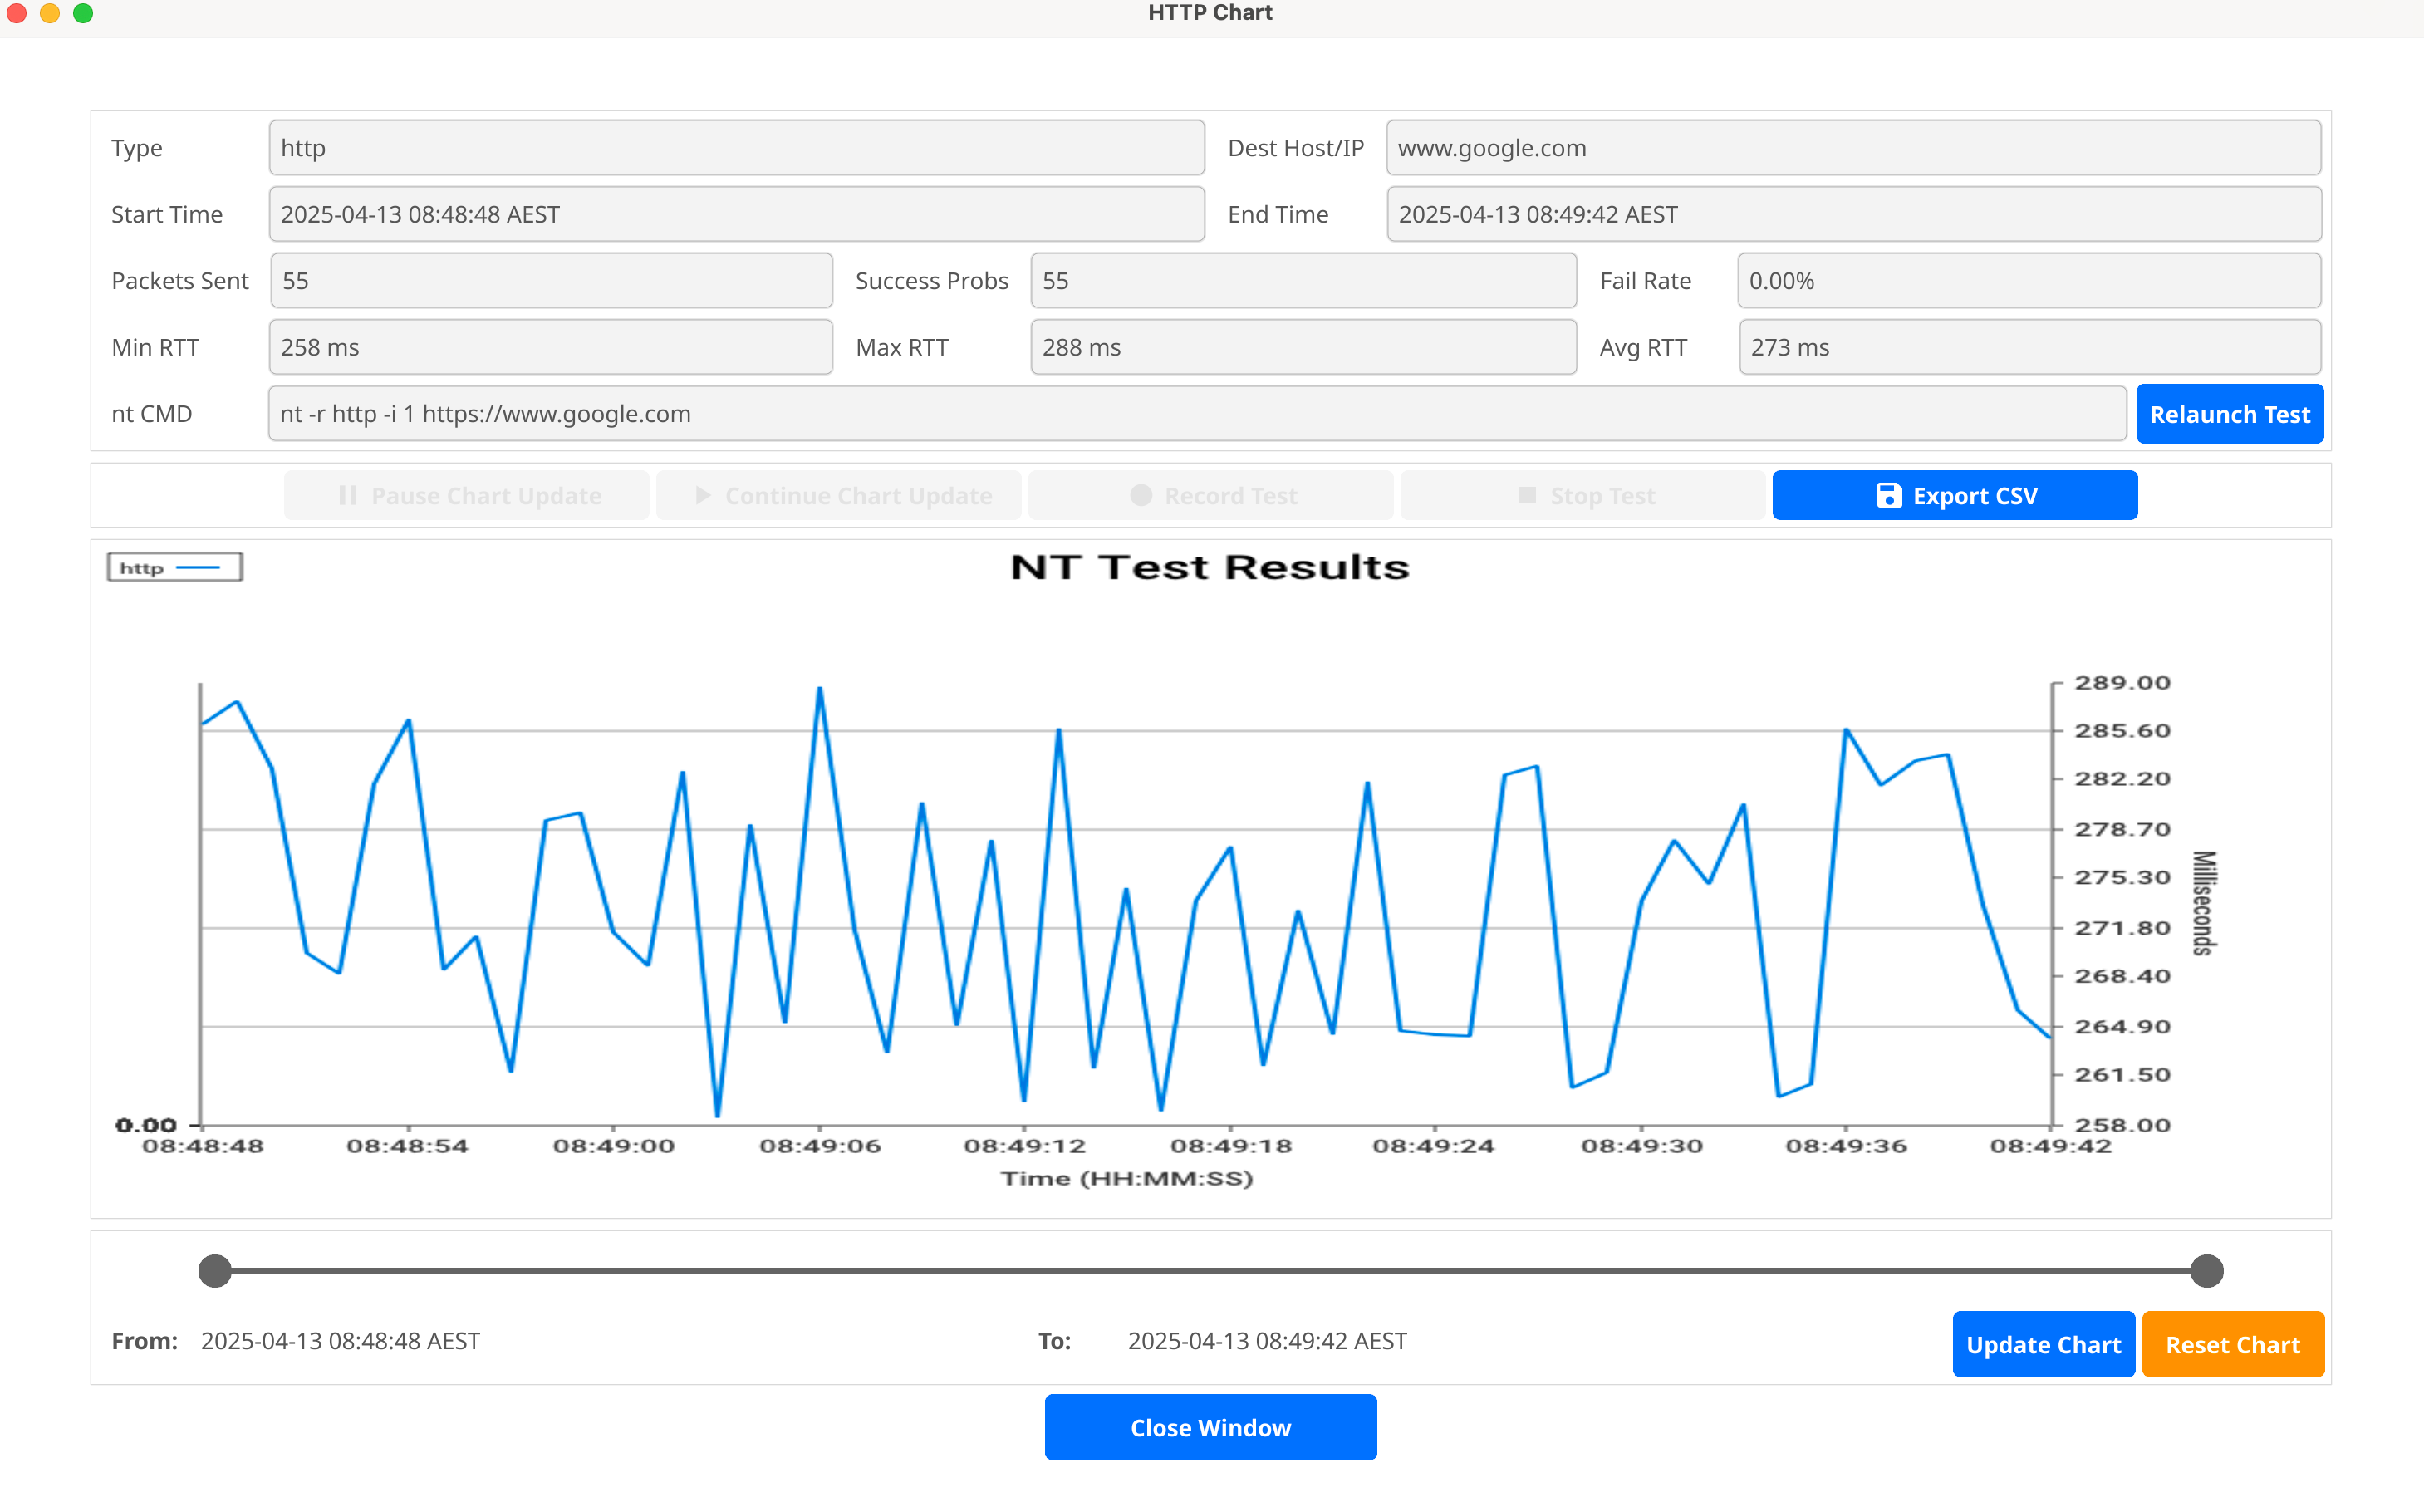 HTTP Chart
Type http Dest Host/IP www.google.com
Start Time 2025-04-13 08:48:48 AEST End Time 2025-04-13 08:49:42 AEST
Packets Sent 55 Success Probs 55 Fail Rate 0.00%
Min RTT 258 ms Max RTT 288 ms Avg RTT 273 ms
nt CMD nt -r http -i 1 https://www.google.com Relaunch Test
Pause Chart Update Continue Chart Update Record Test Stop Test Export CSV
http NT Test Results
289.00
285.60
282.20
278.70
275.30
271.80
268.40
264.90
261.50
258.00
Milliseconds
0.00
08:48:48 08:48:54 08:49:00 08:49:06 08:49:12 08:49:18 08:49:24 08:49:30 08:49:36 08:49:42
Time (HH:MM:SS)
From: 2025-04-13 08:48:48 AEST To: 2025-04-13 08:49:42 AEST Update Chart Reset Chart
Close Window